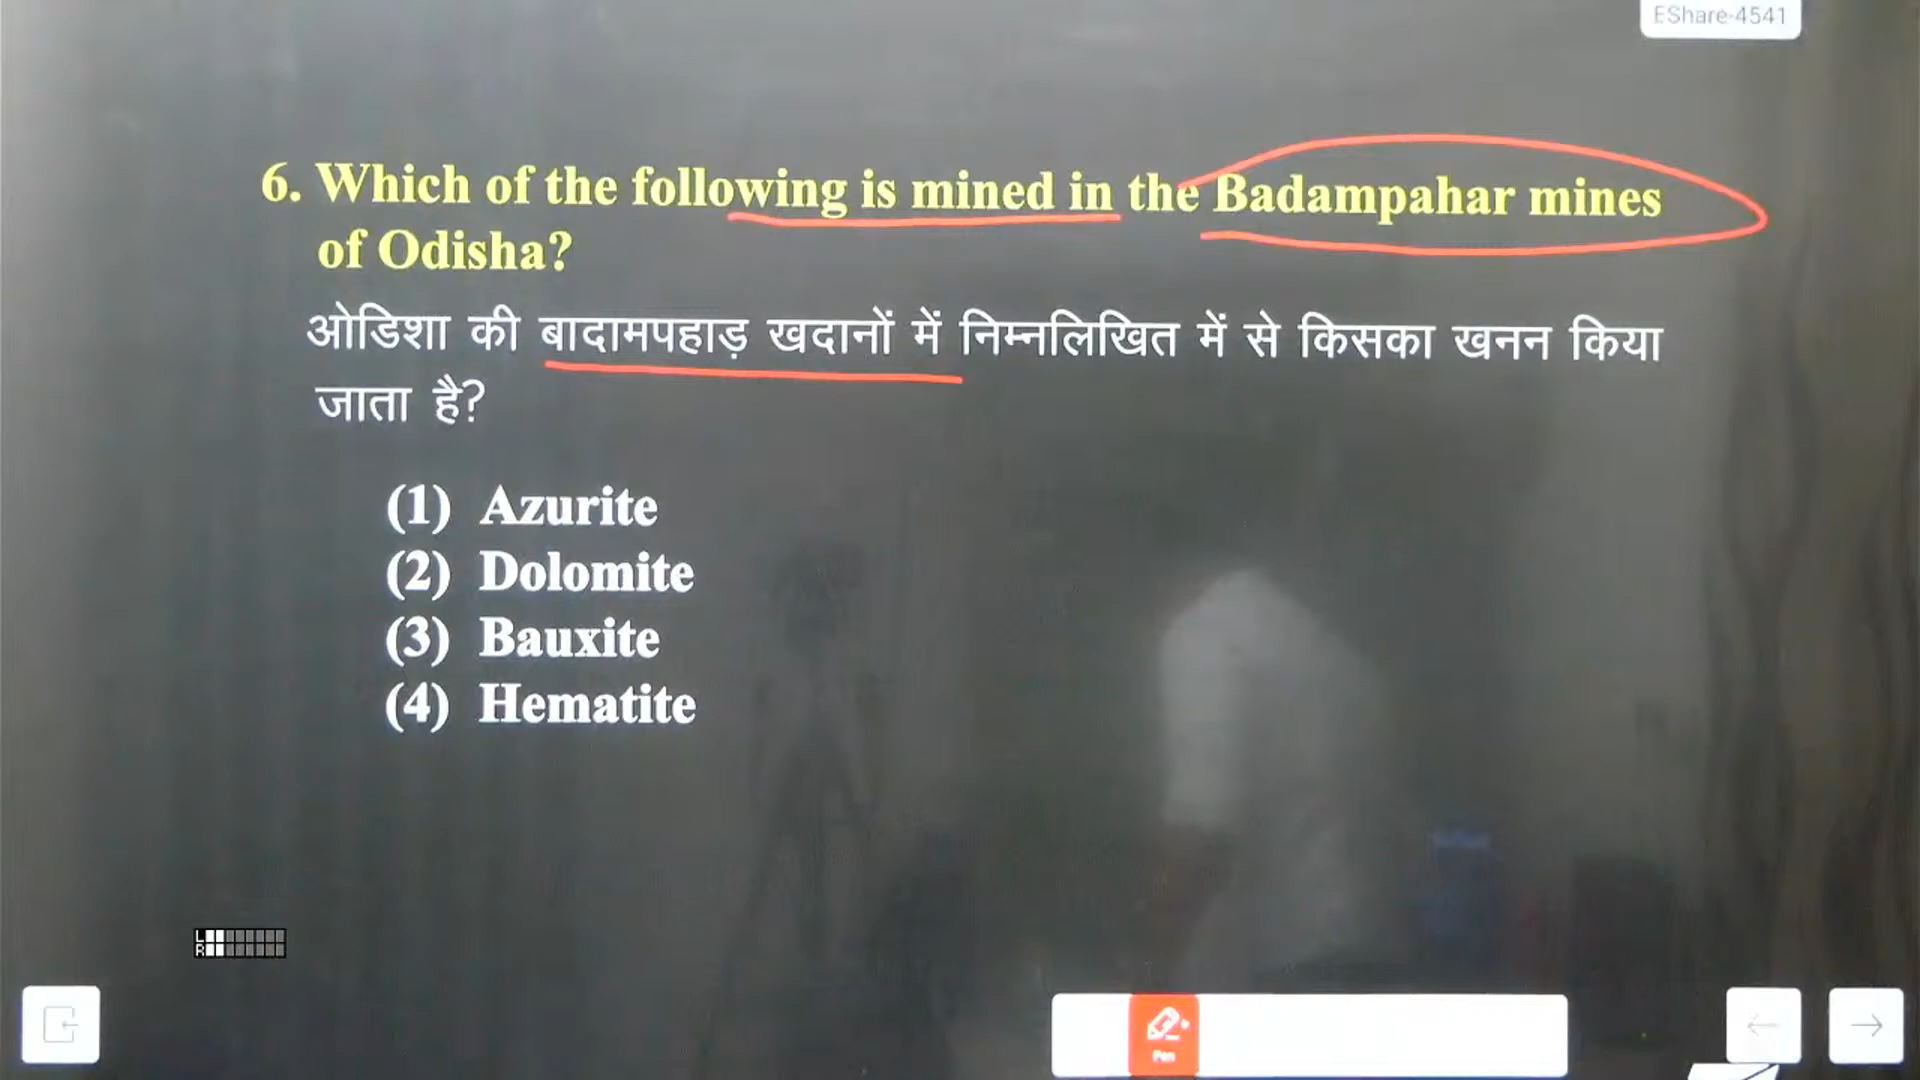 EShare-4541
6. Which of the following is mined in the Badampahar mines
of Odisha?
ओडिशा की बादामपहाड़ खदानों में निम्नलिखित में से किसका खनन किया
जाता है?
(1) Azurite
(2) Dolomite
(3) Bauxite
(4) Hematite
L
R
Pen